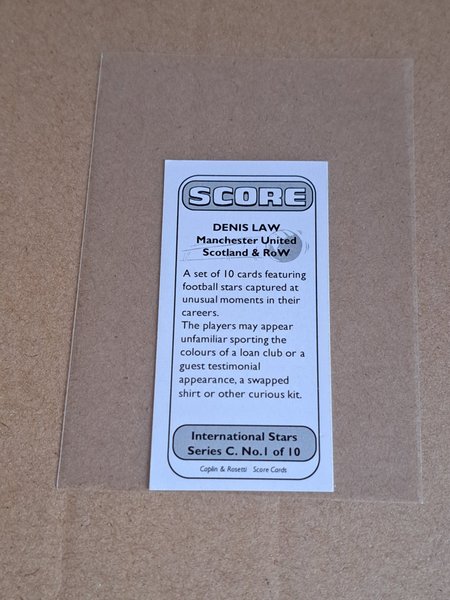 SCORE
DENIS LAW
Manchester United
Scotland & RoW
A set of 10 cards featuring
football stars captured at
unusual moments in their
careers.
The players may appear
unfamiliar sporting the
colours of a loan club or a
guest testimonial
appearance, a swapped
shirt or other curious kit.
International Stars
Series C. No.1 of 10
Caplin & Rosetti Score Cards